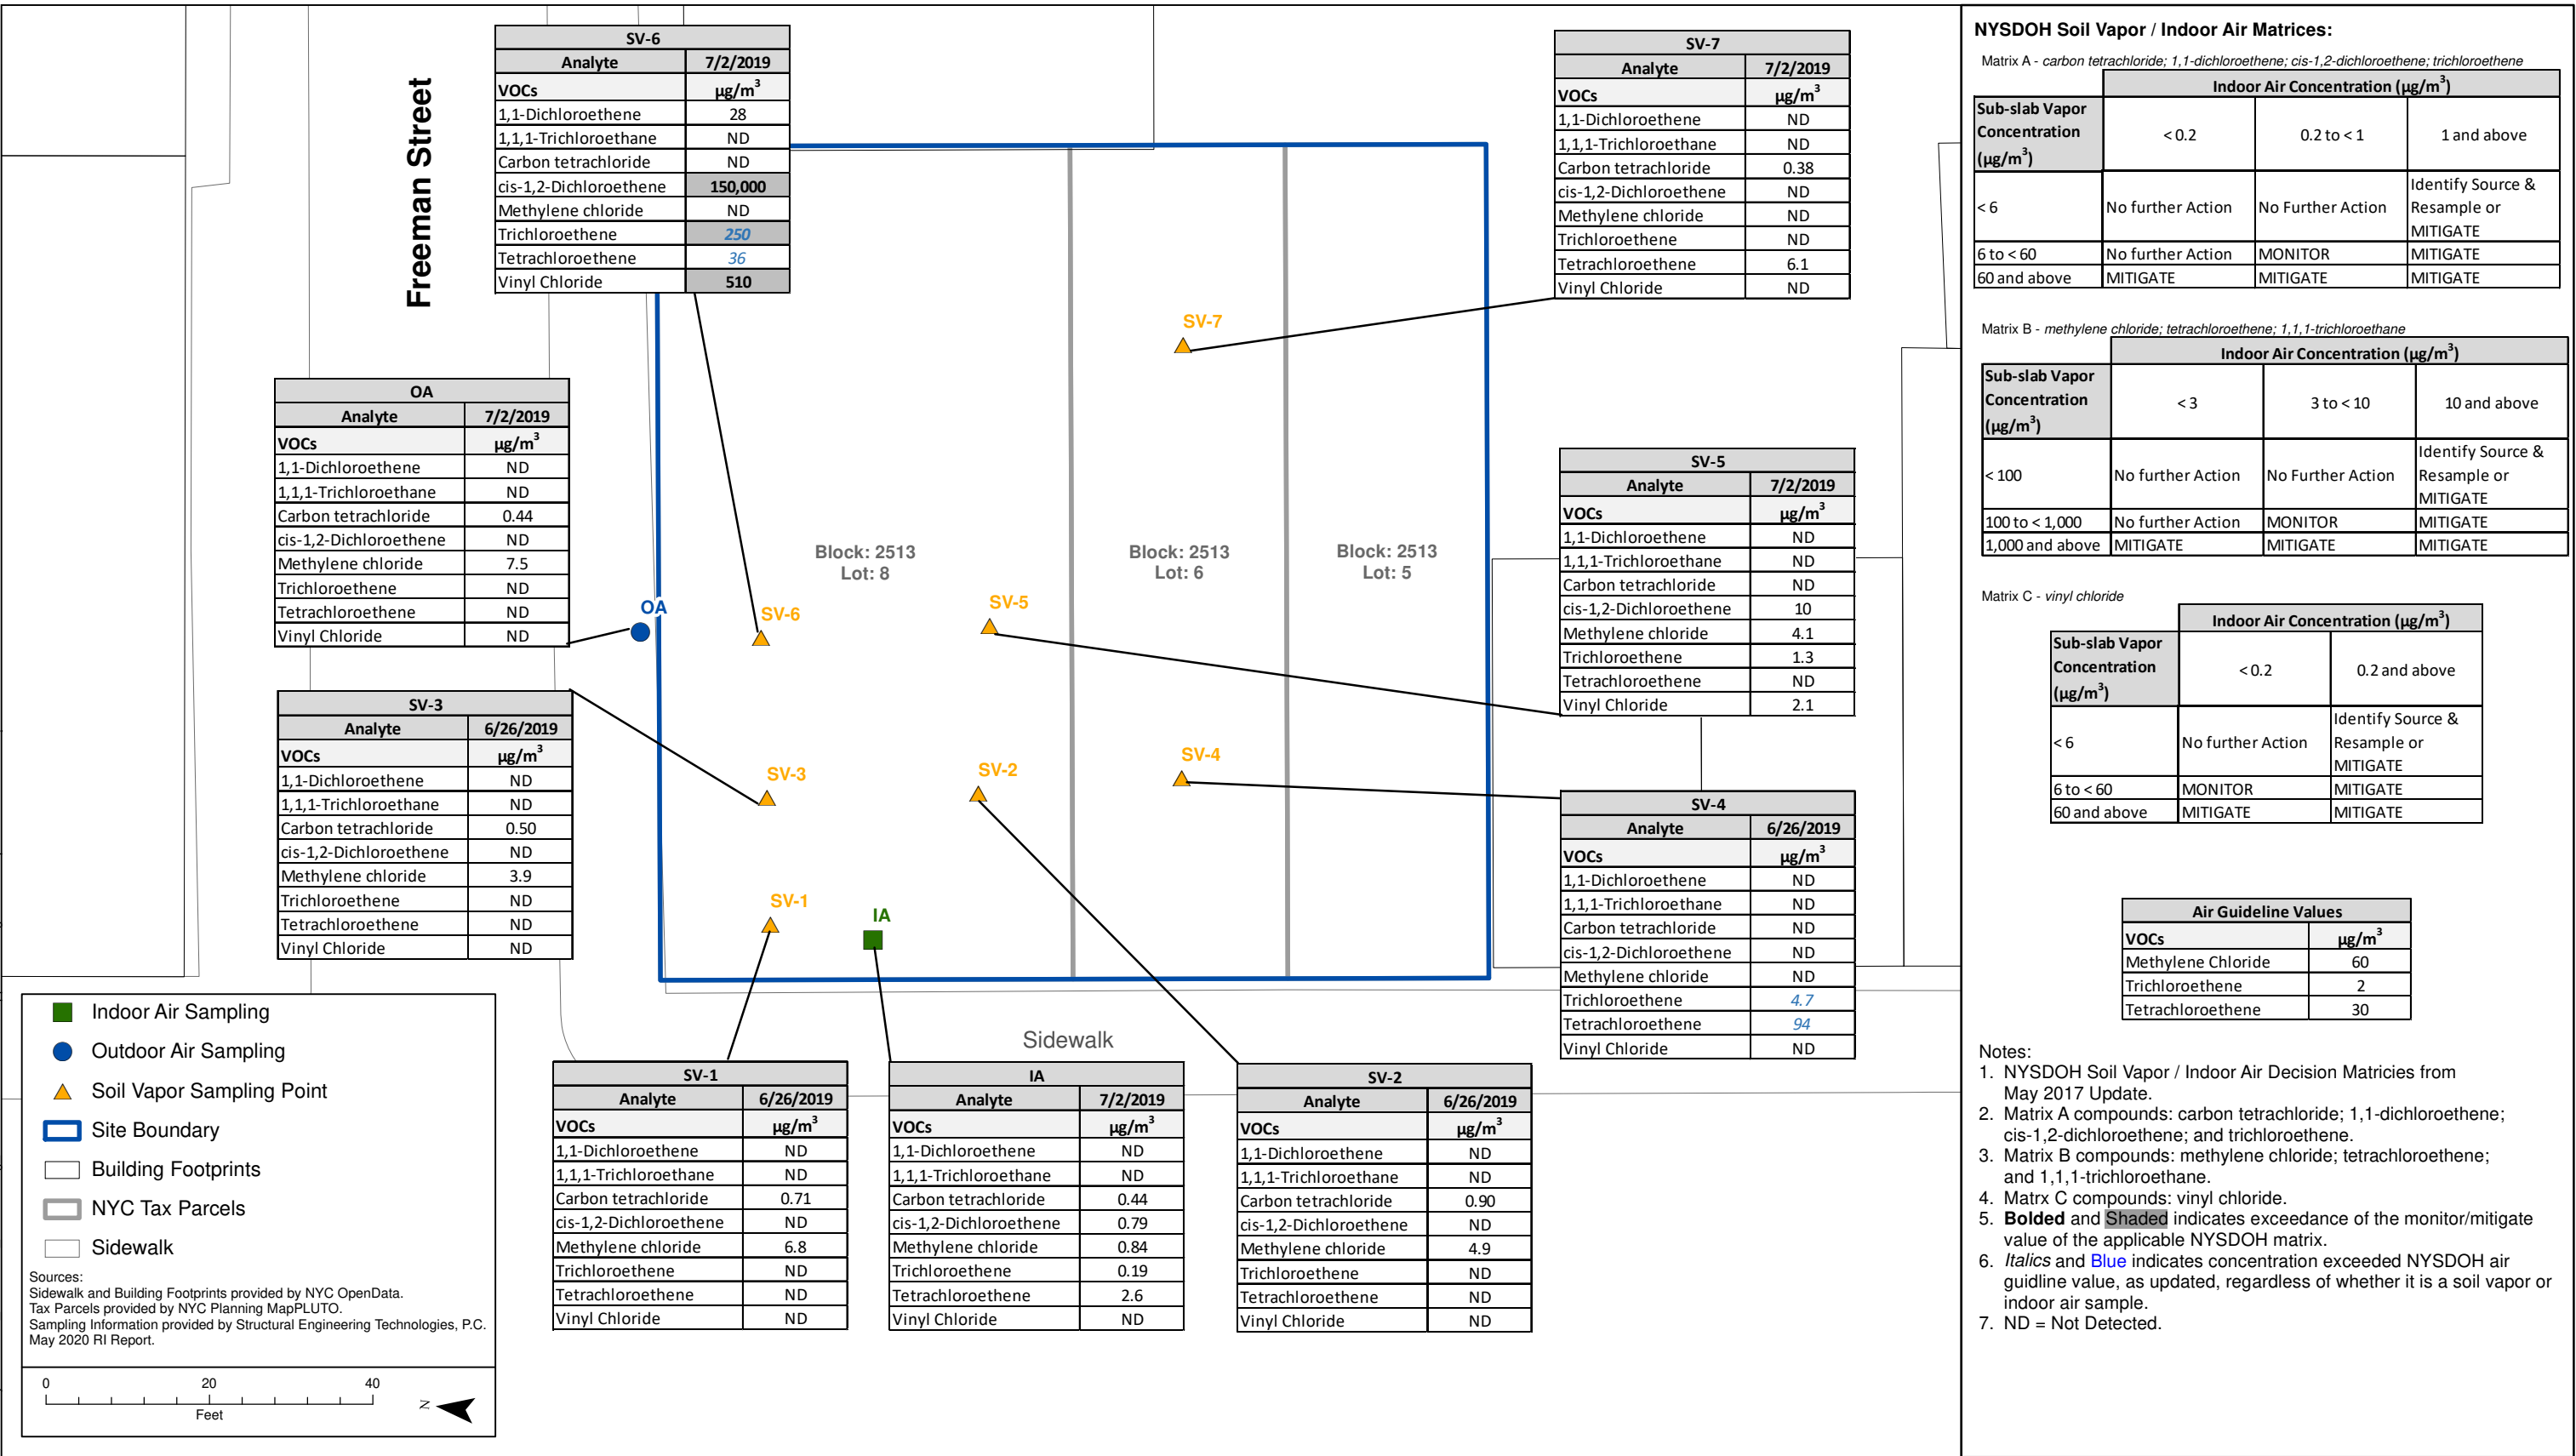 SV-6
Analyte 7/2/2019
VOCs µg/m³
1,1-Dichloroethene 28
1,1,1-Trichloroethane ND
Carbon tetrachloride ND
cis-1,2-Dichloroethene 150,000
Methylene chloride ND
Trichloroethene 250
Tetrachloroethene 36
Vinyl Chloride 510
Freeman Street
SV-7
Analyte 7/2/2019
VOCs µg/m³
1,1-Dichloroethene ND
1,1,1-Trichloroethane ND
Carbon tetrachloride 0.38
cis-1,2-Dichloroethene ND
Methylene chloride ND
Trichloroethene ND
Tetrachloroethene 6.1
Vinyl Chloride ND
OA
Analyte 7/2/2019
VOCs µg/m³
1,1-Dichloroethene ND
1,1,1-Trichloroethane ND
Carbon tetrachloride 0.44
cis-1,2-Dichloroethene ND
Methylene chloride 7.5
Trichloroethene ND
Tetrachloroethene ND
Vinyl Chloride ND
SV-5
Analyte 7/2/2019
VOCs µg/m³
1,1-Dichloroethene ND
1,1,1-Trichloroethane ND
Carbon tetrachloride ND
cis-1,2-Dichloroethene 10
Methylene chloride 4.1
Trichloroethene 1.3
Tetrachloroethene ND
Vinyl Chloride 2.1
SV-3
Analyte 6/26/2019
VOCs µg/m³
1,1-Dichloroethene ND
1,1,1-Trichloroethane ND
Carbon tetrachloride 0.50
cis-1,2-Dichloroethene ND
Methylene chloride 3.9
Trichloroethene ND
Tetrachloroethene ND
Vinyl Chloride ND
SV-4
Analyte 6/26/2019
VOCs µg/m³
1,1-Dichloroethene ND
1,1,1-Trichloroethane ND
Carbon tetrachloride ND
cis-1,2-Dichloroethene ND
Methylene chloride ND
Trichloroethene 4.7
Tetrachloroethene 94
Vinyl Chloride ND
SV-7
Block: 2513
Lot: 8
Block: 2513
Lot: 6
Block: 2513
Lot: 5
OA
SV-6
SV-5
SV-3
SV-2
SV-4
SV-1
IA
Sidewalk
SV-1
Analyte 6/26/2019
VOCs µg/m³
1,1-Dichloroethene ND
1,1,1-Trichloroethane ND
Carbon tetrachloride 0.71
cis-1,2-Dichloroethene ND
Methylene chloride 6.8
Trichloroethene ND
Tetrachloroethene ND
Vinyl Chloride ND
IA
Analyte 7/2/2019
VOCs µg/m³
1,1-Dichloroethene ND
1,1,1-Trichloroethane ND
Carbon tetrachloride 0.44
cis-1,2-Dichloroethene 0.79
Methylene chloride 0.84
Trichloroethene 0.19
Tetrachloroethene 2.6
Vinyl Chloride ND
SV-2
Analyte 6/26/2019
VOCs µg/m³
1,1-Dichloroethene ND
1,1,1-Trichloroethane ND
Carbon tetrachloride 0.90
cis-1,2-Dichloroethene ND
Methylene chloride 4.9
Trichloroethene ND
Tetrachloroethene ND
Vinyl Chloride ND
Indoor Air Sampling
Outdoor Air Sampling
Soil Vapor Sampling Point
Site Boundary
Building Footprints
NYC Tax Parcels
Sidewalk
Sources:
Sidewalk and Building Footprints provided by NYC OpenData.
Tax Parcels provided by NYC Planning MapPLUTO.
Sampling Information provided by Structural Engineering Technologies, P.C.
May 2020 RI Report.
0 20 40
Feet
N
NYSDOH Soil Vapor / Indoor Air Matrices:
Matrix A - carbon tetrachloride; 1,1-dichloroethene; cis-1,2-dichloroethene; trichloroethene
Indoor Air Concentration (µg/m³)
Sub-slab Vapor
Concentration
(µg/m³)
< 0.2 0.2 to < 1 1 and above
< 6 No further Action No Further Action Identify Source &
Resample or
MITIGATE
6 to < 60 No further Action MONITOR MITIGATE
60 and above MITIGATE MITIGATE MITIGATE
Matrix B - methylene chloride; tetrachloroethene; 1,1,1-trichloroethane
Indoor Air Concentration (µg/m³)
Sub-slab Vapor
Concentration
(µg/m³)
< 3 3 to < 10 10 and above
< 100 No further Action No Further Action Identify Source &
Resample or
MITIGATE
100 to < 1,000 No further Action MONITOR MITIGATE
1,000 and above MITIGATE MITIGATE MITIGATE
Matrix C - vinyl chloride
Indoor Air Concentration (µg/m³)
Sub-slab Vapor
Concentration
(µg/m³)
< 0.2 0.2 and above
< 6 No further Action Identify Source &
Resample or
MITIGATE
6 to < 60 MONITOR MITIGATE
60 and above MITIGATE MITIGATE
Air Guideline Values
VOCs µg/m³
Methylene Chloride 60
Trichloroethene 2
Tetrachloroethene 30
Notes:
1. NYSDOH Soil Vapor / Indoor Air Decision Matricies from
May 2017 Update.
2. Matrix A compounds: carbon tetrachloride; 1,1-dichloroethene;
cis-1,2-dichloroethene; and trichloroethene.
3. Matrix B compounds: methylene chloride; tetrachloroethene;
and 1,1,1-trichloroethane.
4. Matrx C compounds: vinyl chloride.
5. Bolded and Shaded indicates exceedance of the monitor/mitigate
value of the applicable NYSDOH matrix.
6. Italics and Blue indicates concentration exceeded NYSDOH air
guidline value, as updated, regardless of whether it is a soil vapor or
indoor air sample.
7. ND = Not Detected.